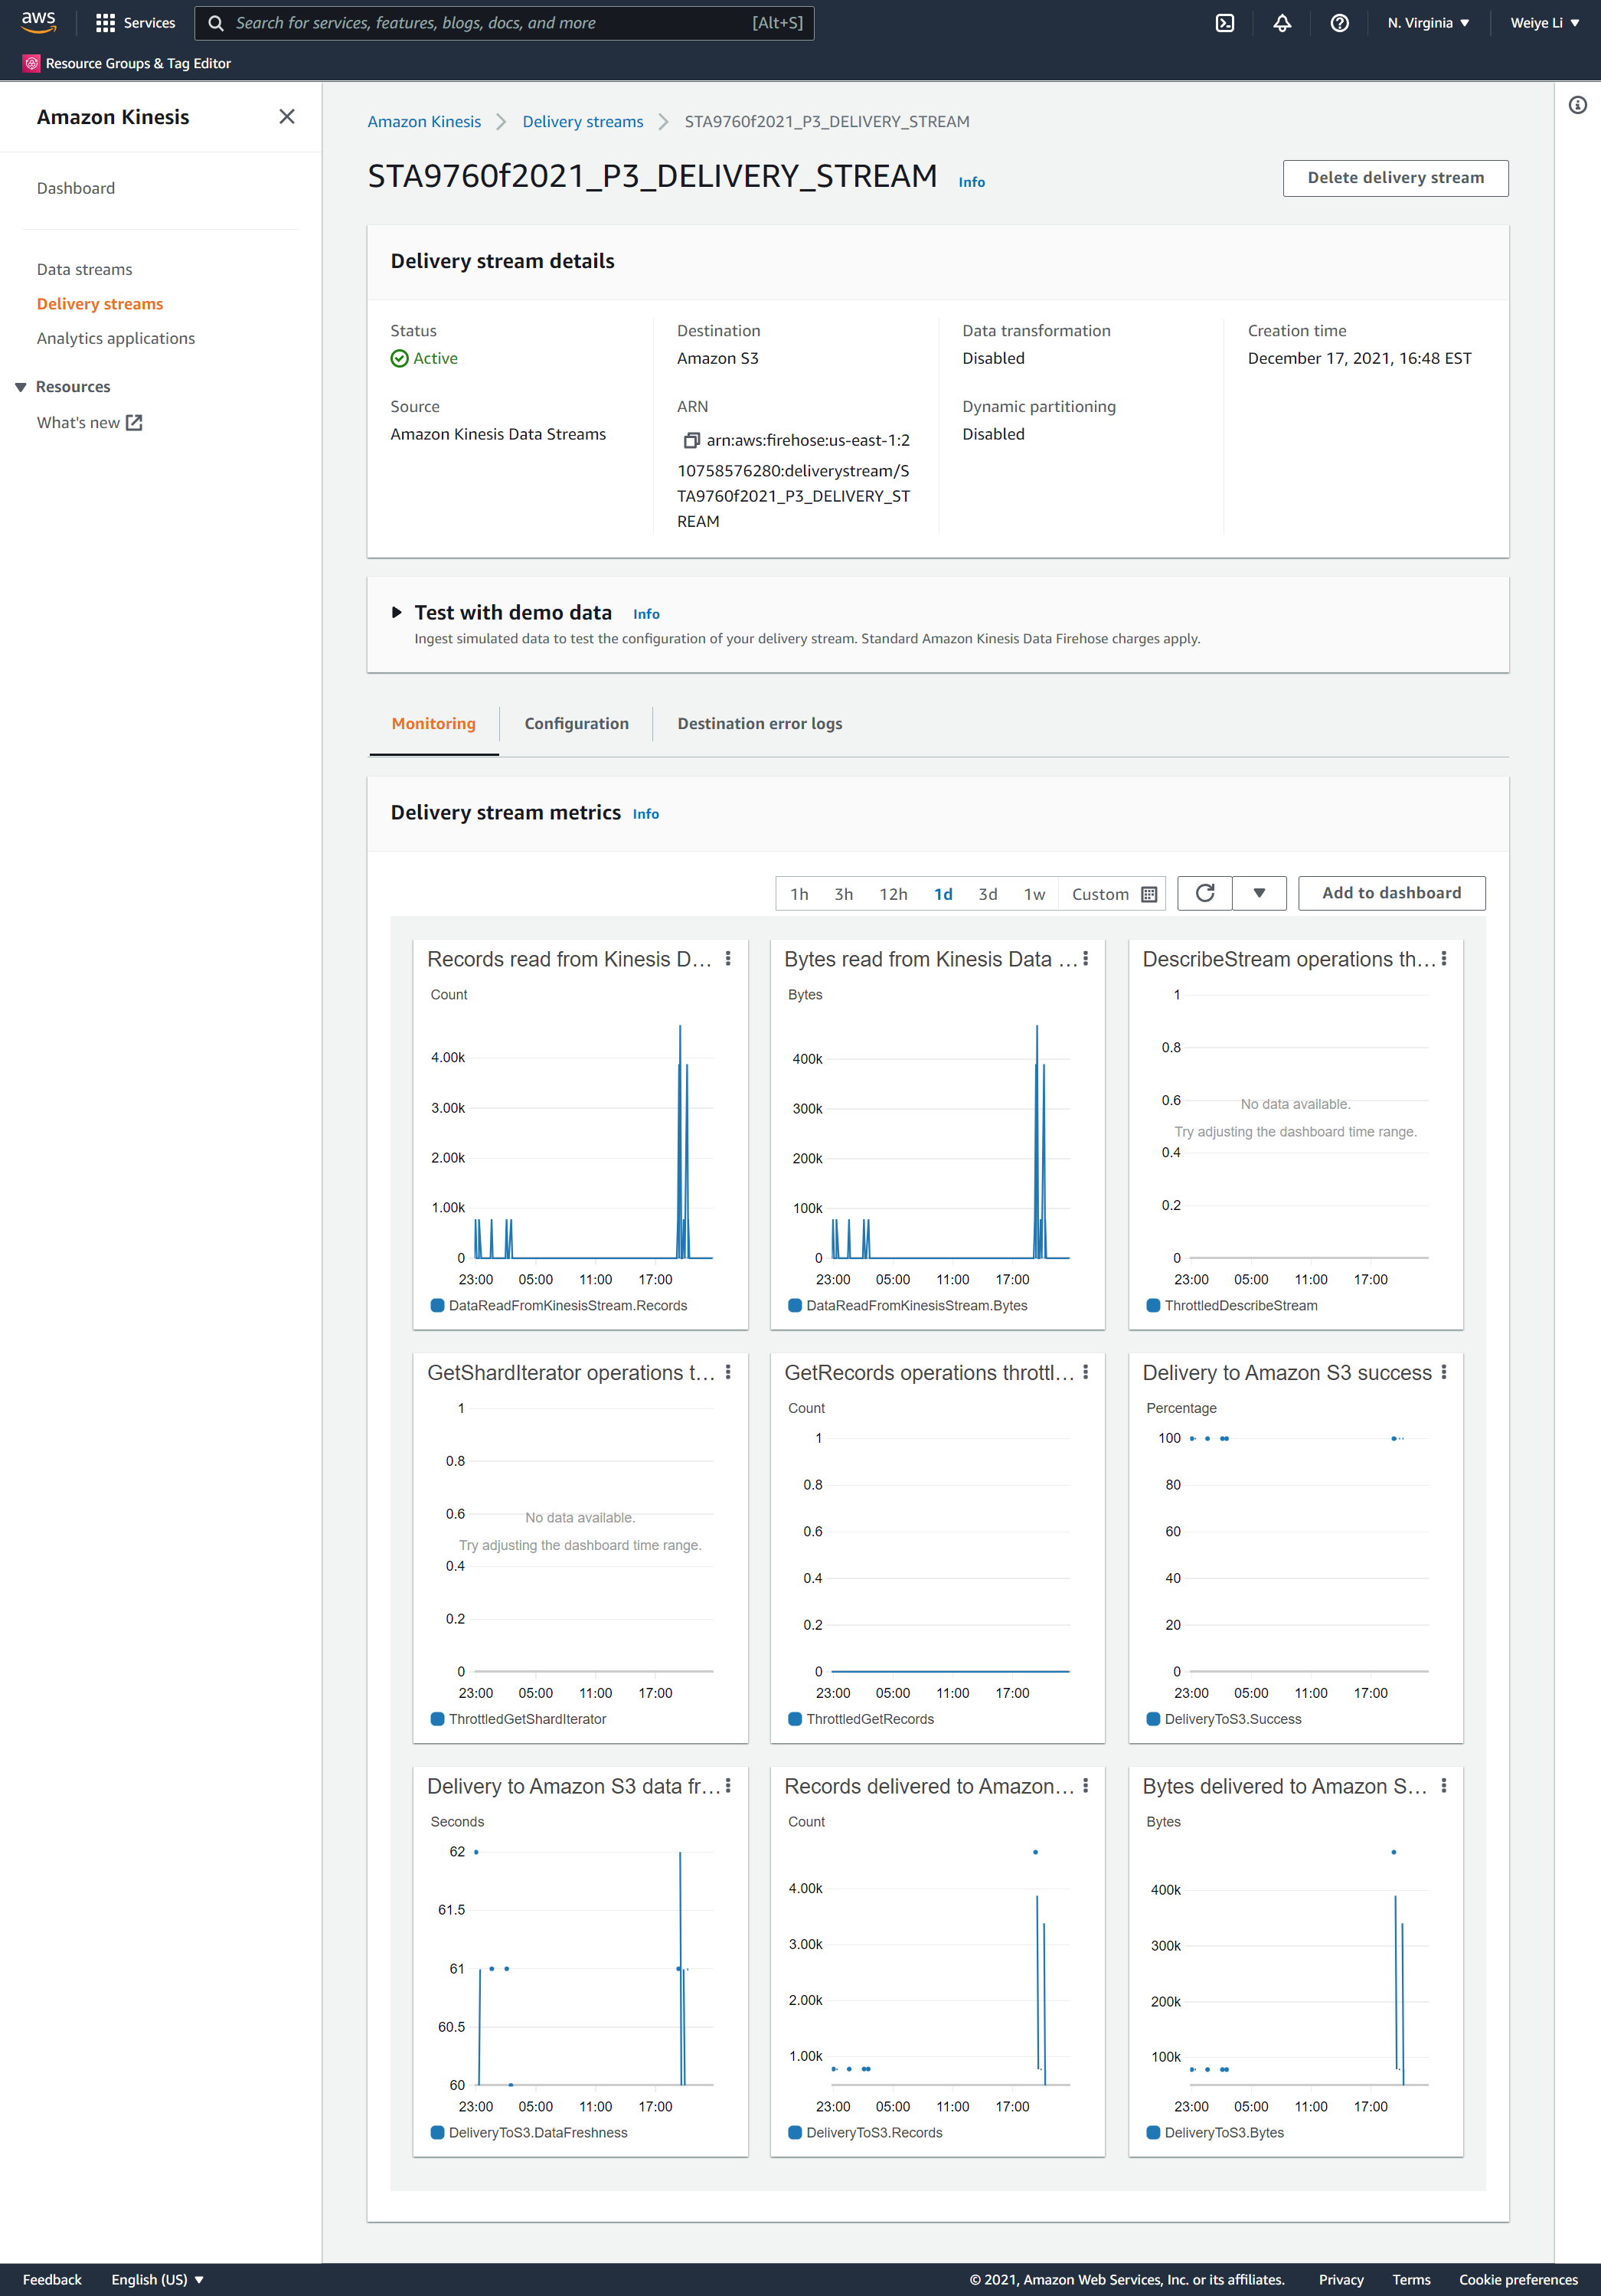 aws
Services
Search for services, features, blogs, docs, and more [Alt+S]
N. Virginia
Weiye Li
Resource Groups & Tag Editor
Amazon Kinesis
Dashboard
Data streams
Delivery streams
Analytics applications
Resources
What's new
Amazon Kinesis
Delivery streams
STA9760f2021_P3_DELIVERY_STREAM
STA9760f2021_P3_DELIVERY_STREAM Info
Delete delivery stream
Delivery stream details
Status
Active
Source
Amazon Kinesis Data Streams
Destination
Amazon S3
ARN
arn:aws:firehose:us-east-1:2
10758576280:deliverystream/S
TA9760f2021_P3_DELIVERY_ST
REAM
Data transformation
Disabled
Dynamic partitioning
Disabled
Creation time
December 17, 2021, 16:48 EST
Test with demo data Info
Ingest simulated data to test the configuration of your delivery stream. Standard Amazon Kinesis Data Firehose charges apply.
Monitoring
Configuration
Destination error logs
Delivery stream metrics Info
1h 3h 12h 1d 3d 1w Custom
Add to dashboard
Records read from Kinesis D...
Count
4.00k
3.00k
2.00k
1.00k
0
23:00 05:00 11:00 17:00
DataReadFromKinesisStream.Records
Bytes read from Kinesis Data ...
Bytes
400k
300k
200k
100k
0
23:00 05:00 11:00 17:00
DataReadFromKinesisStream.Bytes
DescribeStream operations th...
1
0.8
0.6
No data available.
Try adjusting the dashboard time range.
0.4
0.2
0
23:00 05:00 11:00 17:00
ThrottledDescribeStream
GetShardIterator operations t...
1
0.8
0.6
No data available.
Try adjusting the dashboard time range.
0.4
0.2
0
23:00 05:00 11:00 17:00
ThrottledGetShardIterator
GetRecords operations throttl...
Count
1
0.8
0.6
0.4
0.2
0
23:00 05:00 11:00 17:00
ThrottledGetRecords
Delivery to Amazon S3 success
Percentage
100
80
60
40
20
0
23:00 05:00 11:00 17:00
DeliveryToS3.Success
Delivery to Amazon S3 data fr...
Seconds
62
61.5
61
60.5
60
23:00 05:00 11:00 17:00
DeliveryToS3.DataFreshness
Records delivered to Amazon...
Count
4.00k
3.00k
2.00k
1.00k
23:00 05:00 11:00 17:00
DeliveryToS3.Records
Bytes delivered to Amazon S...
Bytes
400k
300k
200k
100k
23:00 05:00 11:00 17:00
DeliveryToS3.Bytes
Feedback
English (US)
© 2021, Amazon Web Services, Inc. or its affiliates.
Privacy
Terms
Cookie preferences